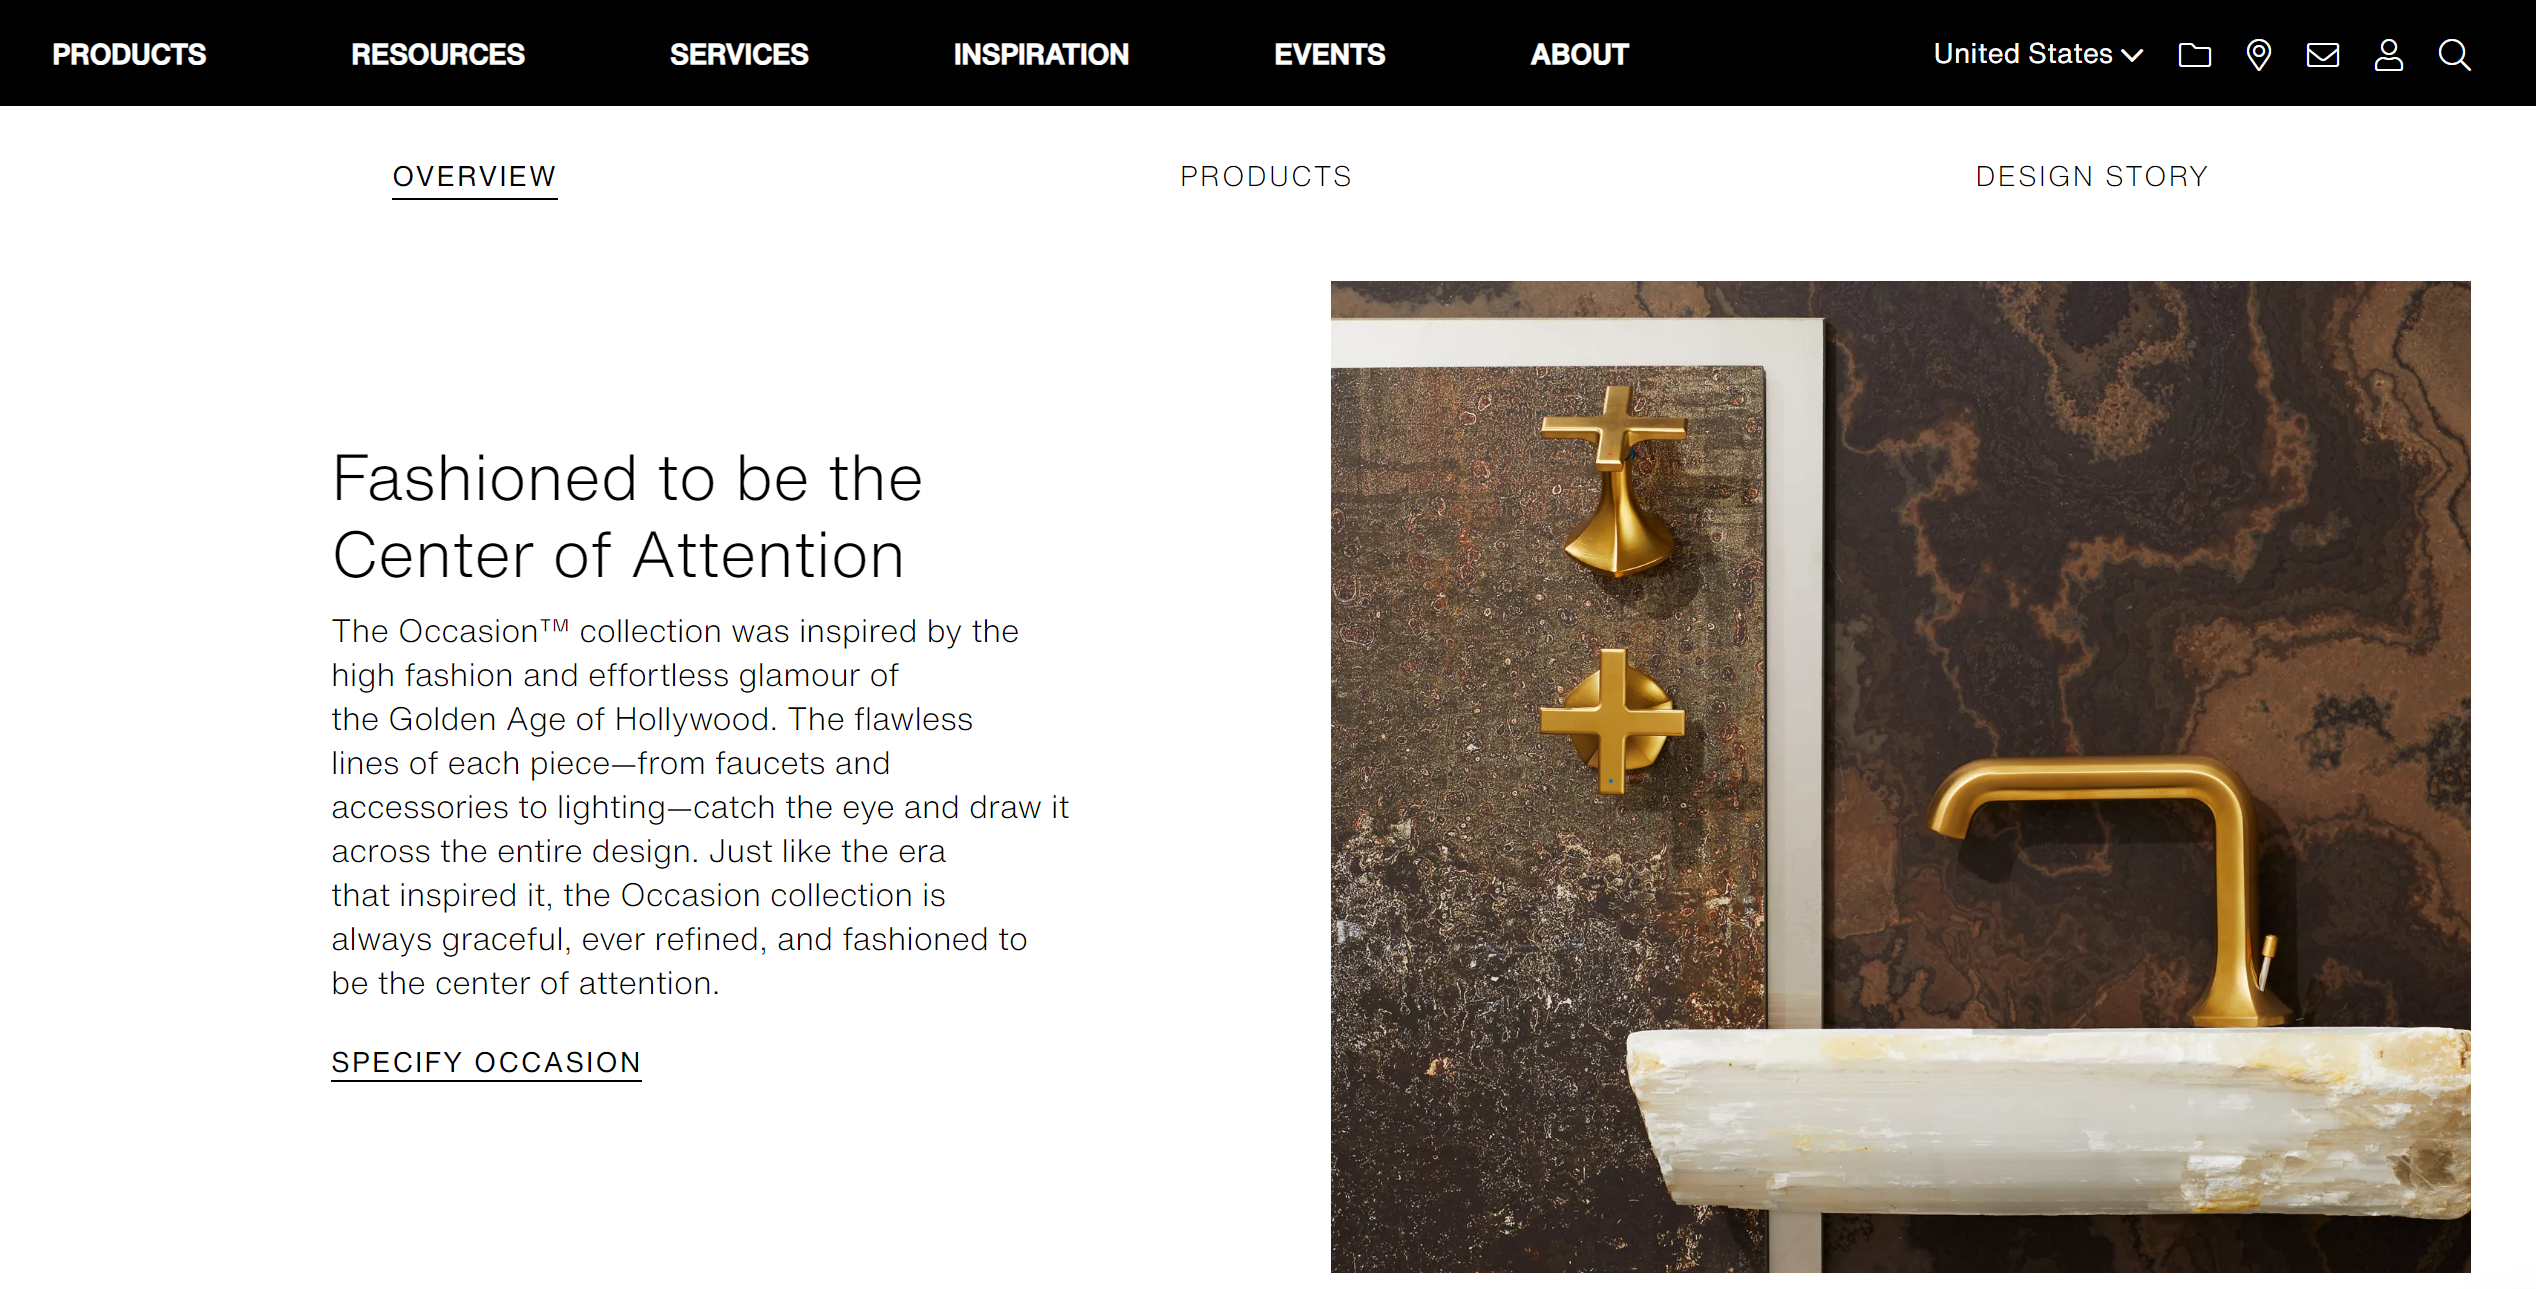 PRODUCTS RESOURCES SERVICES INSPIRATION EVENTS ABOUT United States
OVERVIEW PRODUCTS DESIGN STORY
Fashioned to be the
Center of Attention
The Occasion™ collection was inspired by the
high fashion and effortless glamour of
the Golden Age of Hollywood. The flawless
lines of each piece—from faucets and
accessories to lighting—catch the eye and draw it
across the entire design. Just like the era
that inspired it, the Occasion collection is
always graceful, ever refined, and fashioned to
be the center of attention.
SPECIFY OCCASION